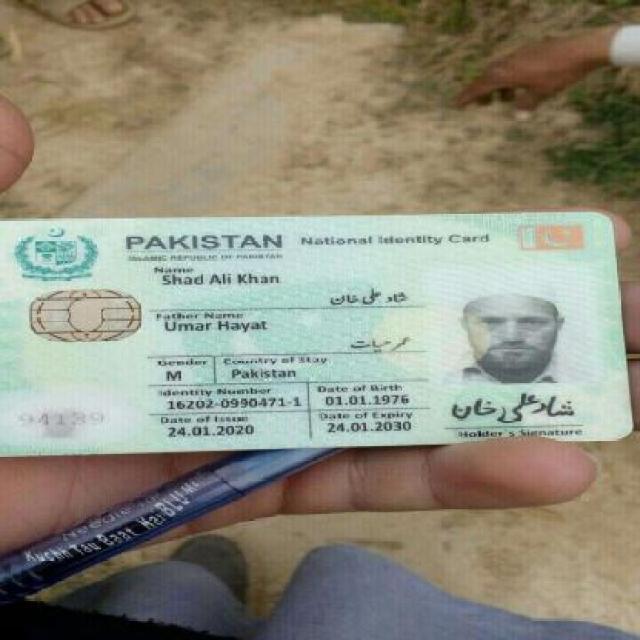 PAKISTAN National Identity Card
ISLAMIC REPUBLIC OF PAKISTAN
Name
Shad Ali Khan
شاد علی خان
Father Name
Umar Hayat
عمر حیات
Gender Country of Stay
M Pakistan
Identity Number Date of Birth
16202-0990471-1 01.01.1976
Date of Issue Date of Expiry
24.01.2020 24.01.2030
شاد علی خان
Holder's Signature